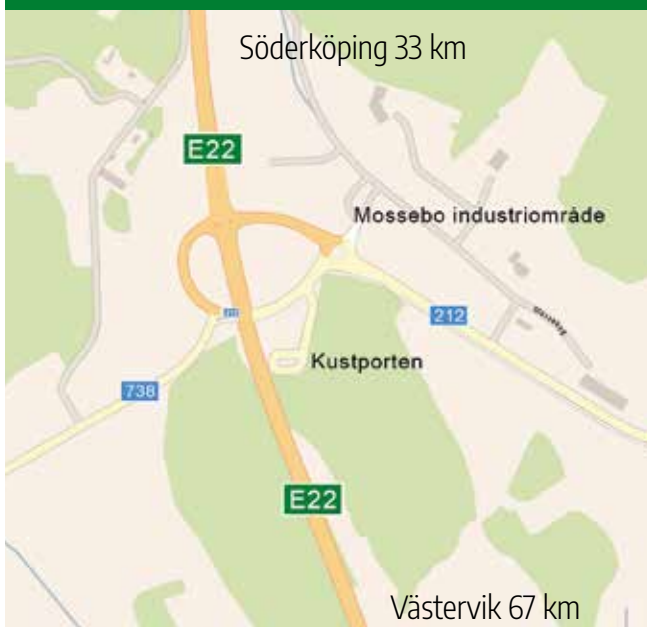 Söderköping 33 km
E22
Mossebo industriområde
212
Kustporten
738
E22
Västervik 67 km